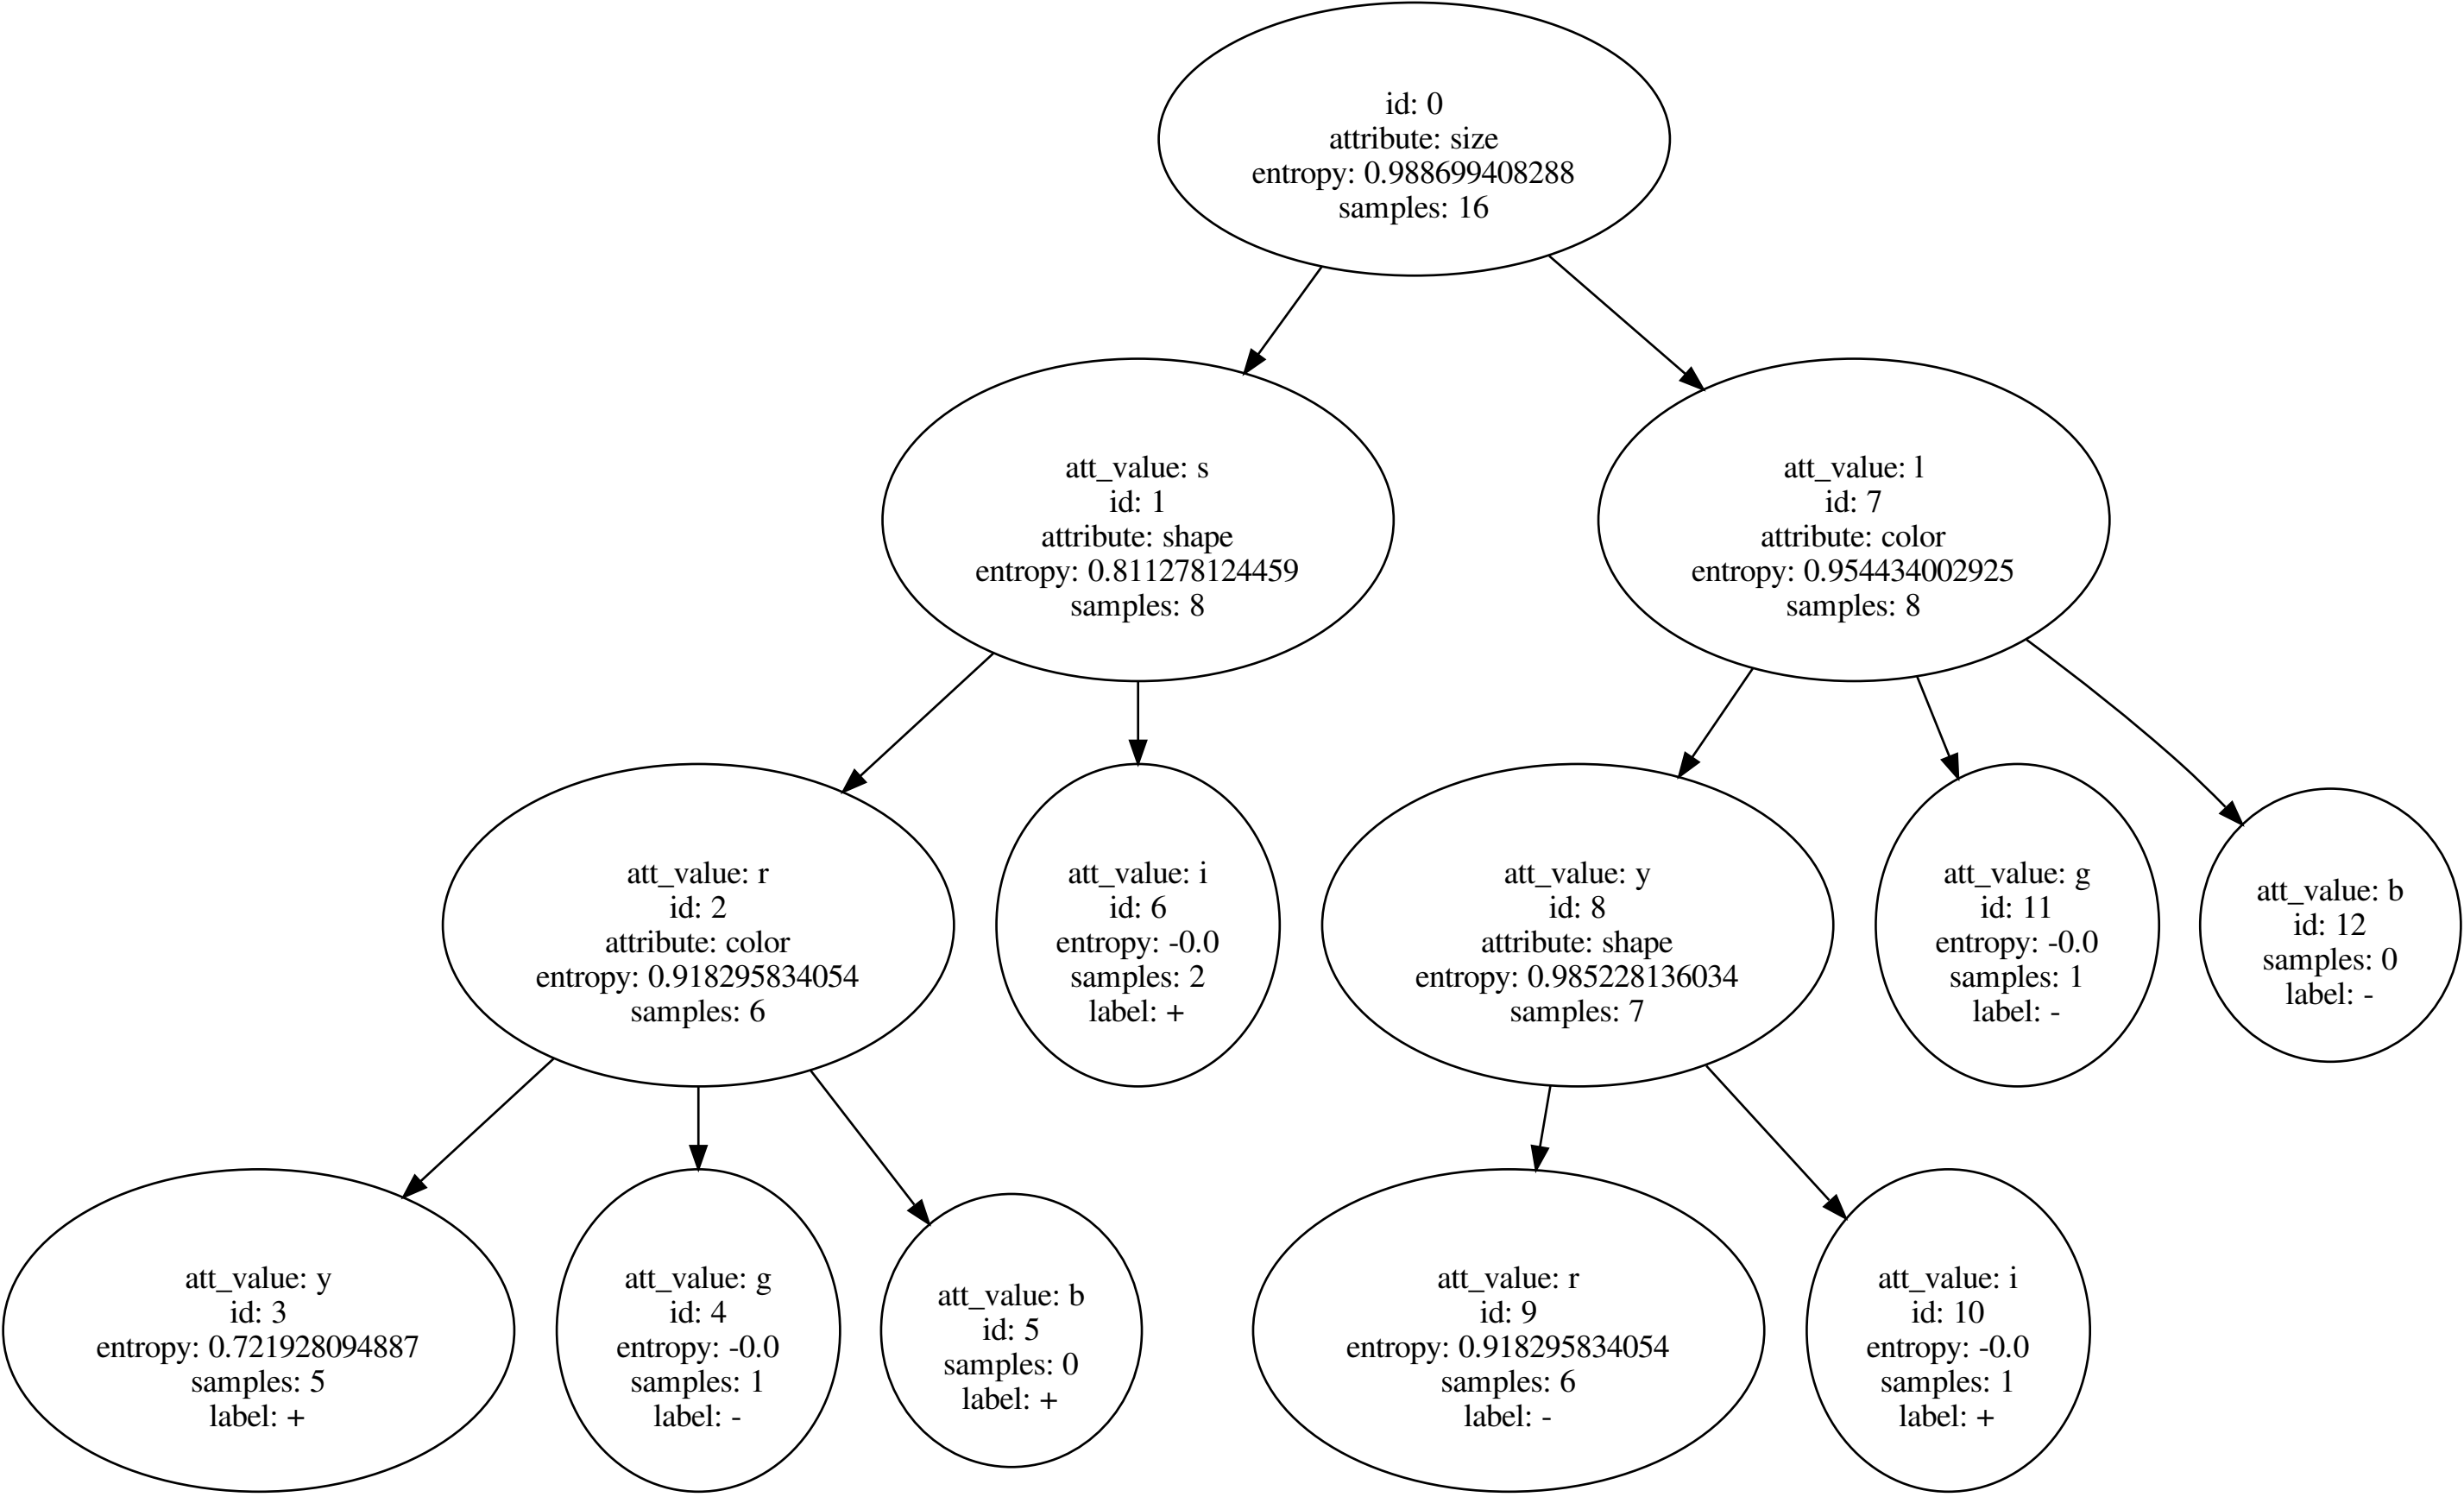 id: 0
attribute: size
entropy: 0.988699408288
samples: 16
att_value: s
id: 1
attribute: shape
entropy: 0.811278124459
samples: 8
att_value: l
id: 7
attribute: color
entropy: 0.954434002925
samples: 8
att_value: r
id: 2
attribute: color
entropy: 0.918295834054
samples: 6
att_value: i
id: 6
entropy: -0.0
samples: 2
label: +
att_value: y
id: 8
attribute: shape
entropy: 0.985228136034
samples: 7
att_value: g
id: 11
entropy: -0.0
samples: 1
label: -
att_value: b
id: 12
samples: 0
label: -
att_value: y
id: 3
entropy: 0.721928094887
samples: 5
label: +
att_value: g
id: 4
entropy: -0.0
samples: 1
label: -
att_value: b
id: 5
samples: 0
label: +
att_value: r
id: 9
entropy: 0.918295834054
samples: 6
label: -
att_value: i
id: 10
entropy: -0.0
samples: 1
label: +